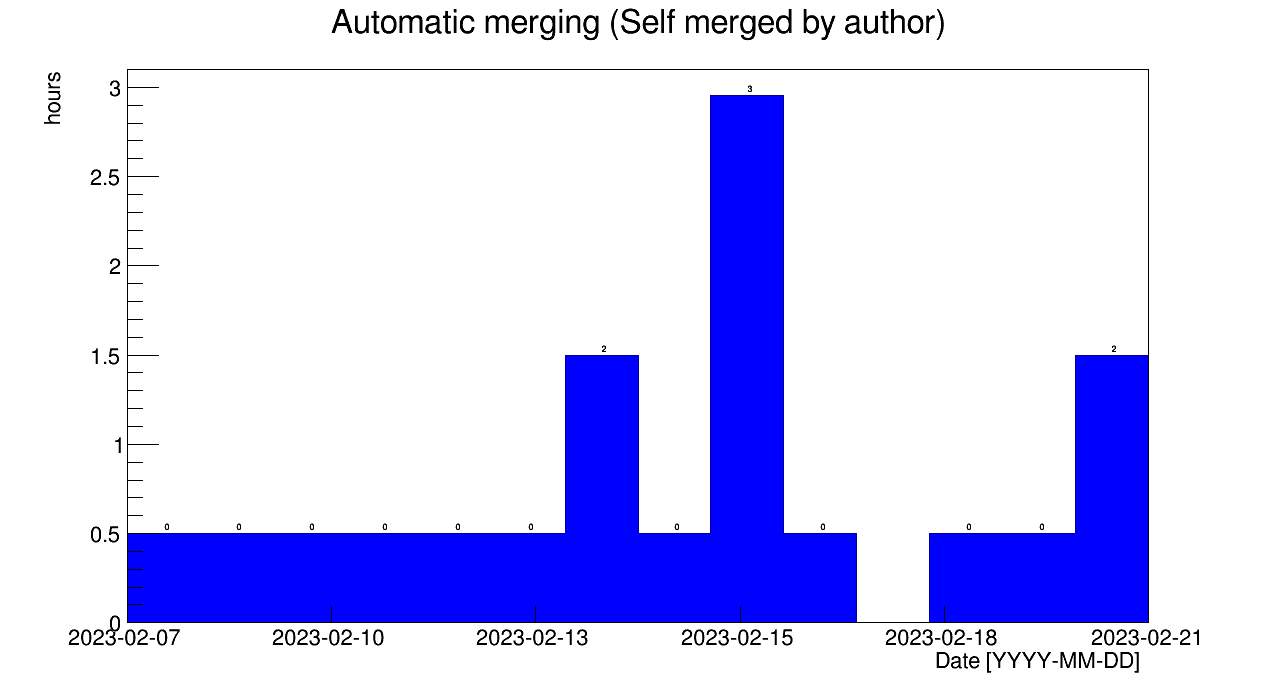 Automatic merging (Self merged by author)
hours
3
2.5
2
1.5
1
0.5
0
0 0 0 0 0 0 2 0 3 0 0 0 2
2023-02-07 2023-02-10 2023-02-13 2023-02-15 2023-02-18 2023-02-21
Date [YYYY-MM-DD]